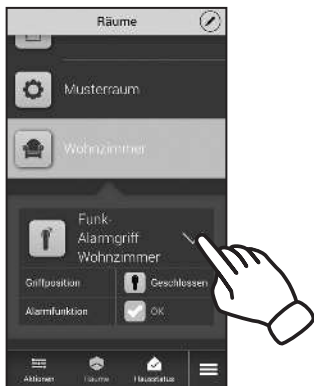 Räume
Musterraum
Wohnzimmer
Funk-
Alarmgriff
Wohnzimmer
Griffposition
Geschlossen
Alarmfunktion
OK
Aktionen
Räume
Hausstatus